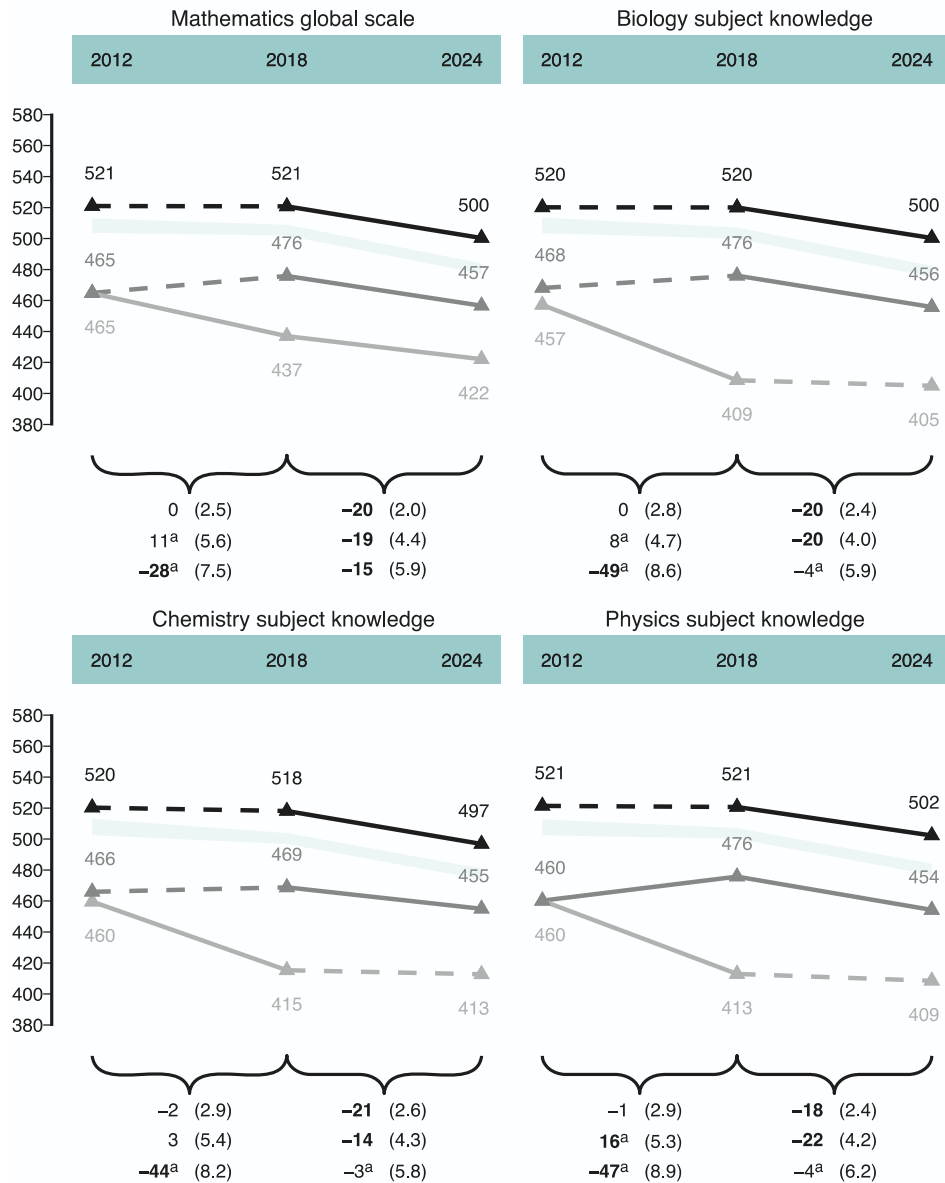 Mathematics global scale
2012 2018 2024
580
560
540
520
500
480
460
440
420
400
380
521 521 500
465 476 457
465 437 422
0 (2.5) –20 (2.0)
11a (5.6) –19 (4.4)
–28a (7.5) –15 (5.9)
Biology subject knowledge
2012 2018 2024
520 520 500
468 476 456
457 409 405
0 (2.8) –20 (2.4)
8a (4.7) –20 (4.0)
–49a (8.6) –4a (5.9)
Chemistry subject knowledge
2012 2018 2024
580
560
540
520
500
480
460
440
420
400
380
520 518 497
466 469 455
460 415 413
–2 (2.9) –21 (2.6)
3 (5.4) –14 (4.3)
–44a (8.2) –3a (5.8)
Physics subject knowledge
2012 2018 2024
521 521 502
460 476 454
460 413 409
–1 (2.9) –18 (2.4)
16a (5.3) –22 (4.2)
–47a (8.9) –4a (6.2)